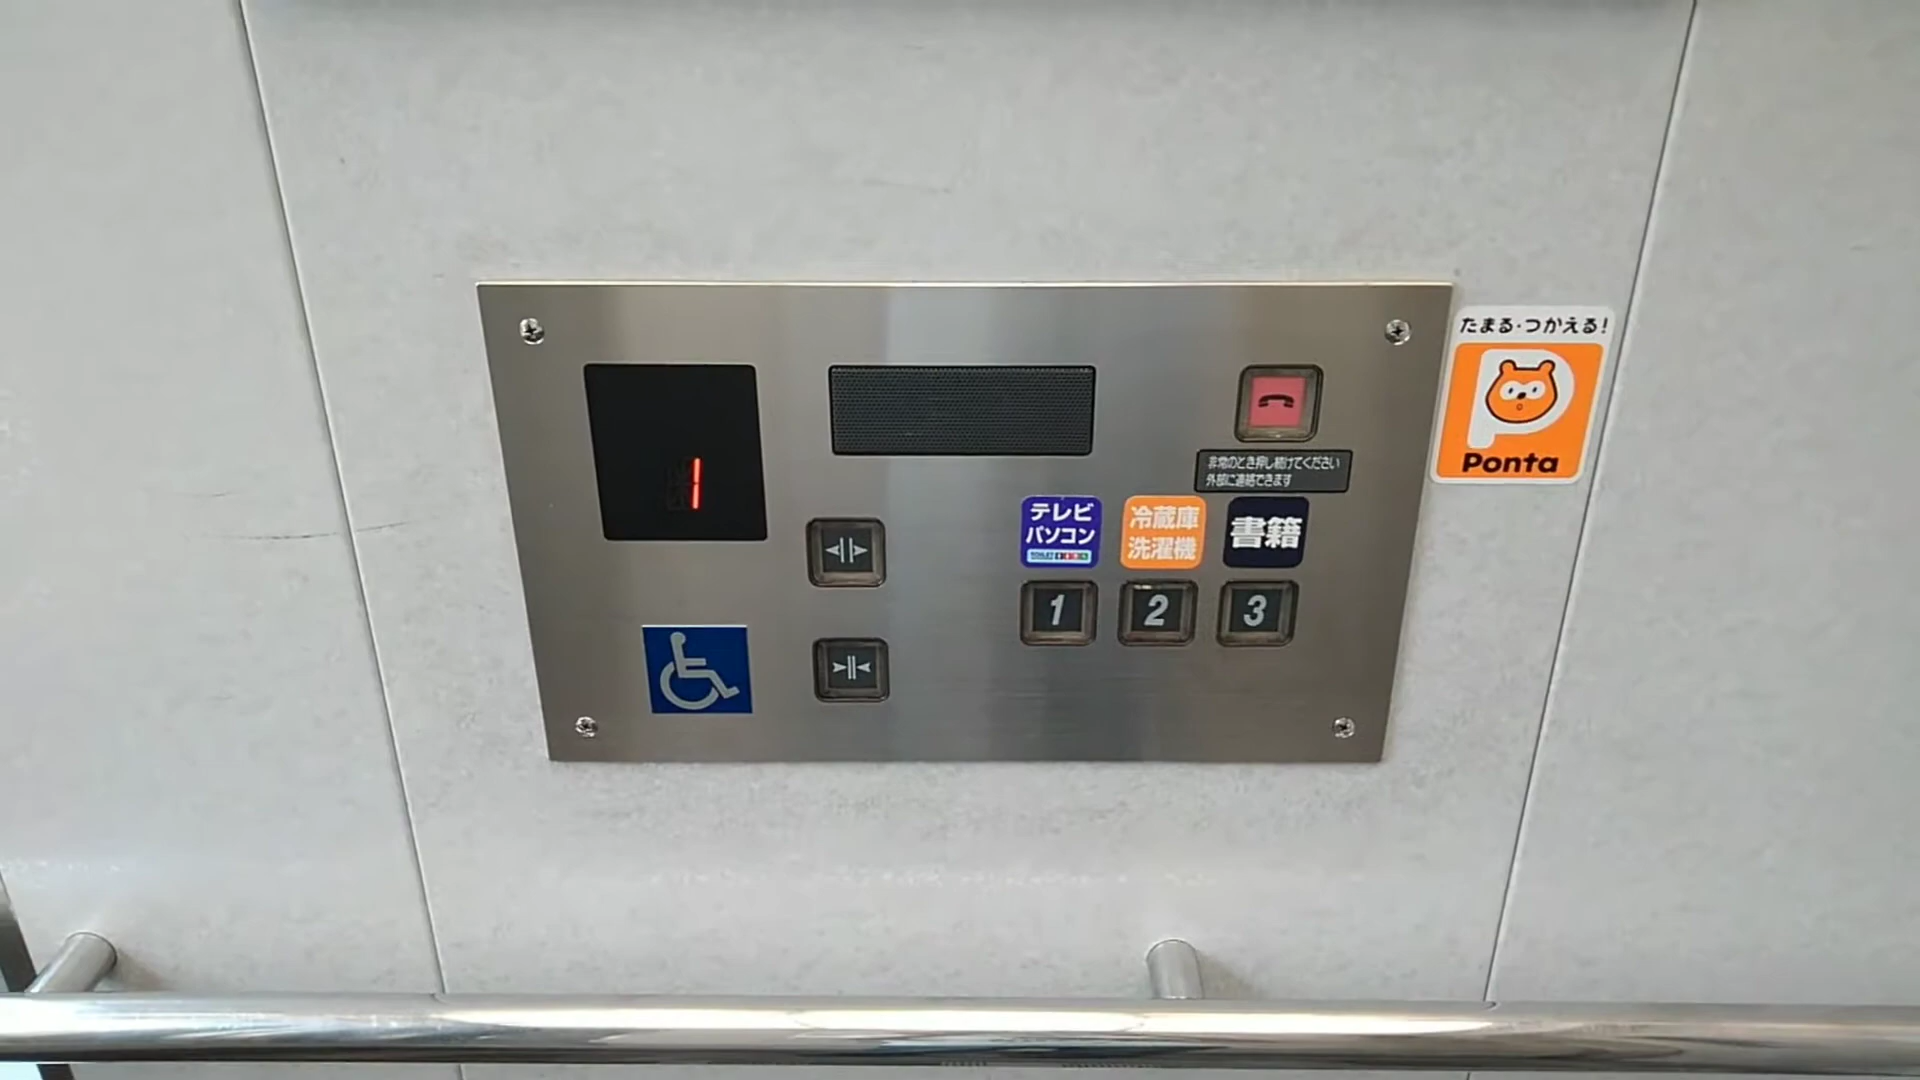 たまる・つかえる!
Ponta
1
非常のとき押し続けてください
外部に連絡できます
テレビ
パソコン
冷蔵庫
洗濯機
書籍
1
2
3